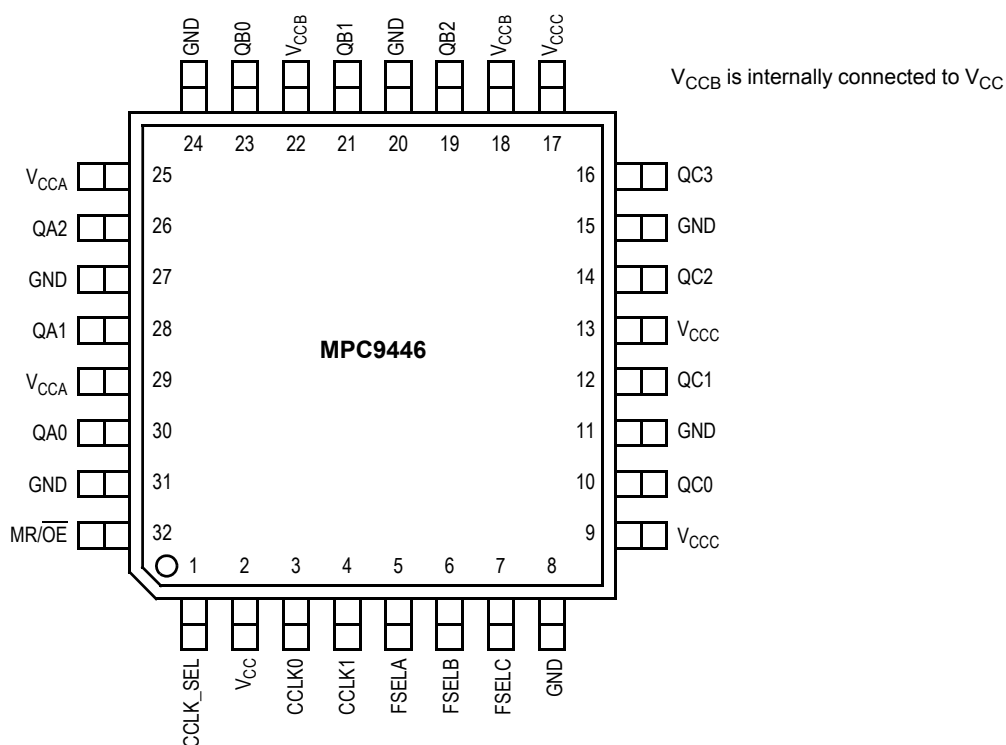 GND QB0 VCCB QB1 GND QB2 VCCB VCCC
VCCB is internally connected to VCC
24 23 22 21 20 19 18 17
VCCA 25 16 QC3
QA2 26 15 GND
GND 27 14 QC2
QA1 28 13 VCCC
MPC9446
VCCA 29 12 QC1
QA0 30 11 GND
GND 31 10 QC0
MR/OE 32 9 VCCC
1 2 3 4 5 6 7 8
CCLK_SEL VCC CCLK0 CCLK1 FSELA FSELB FSELC GND